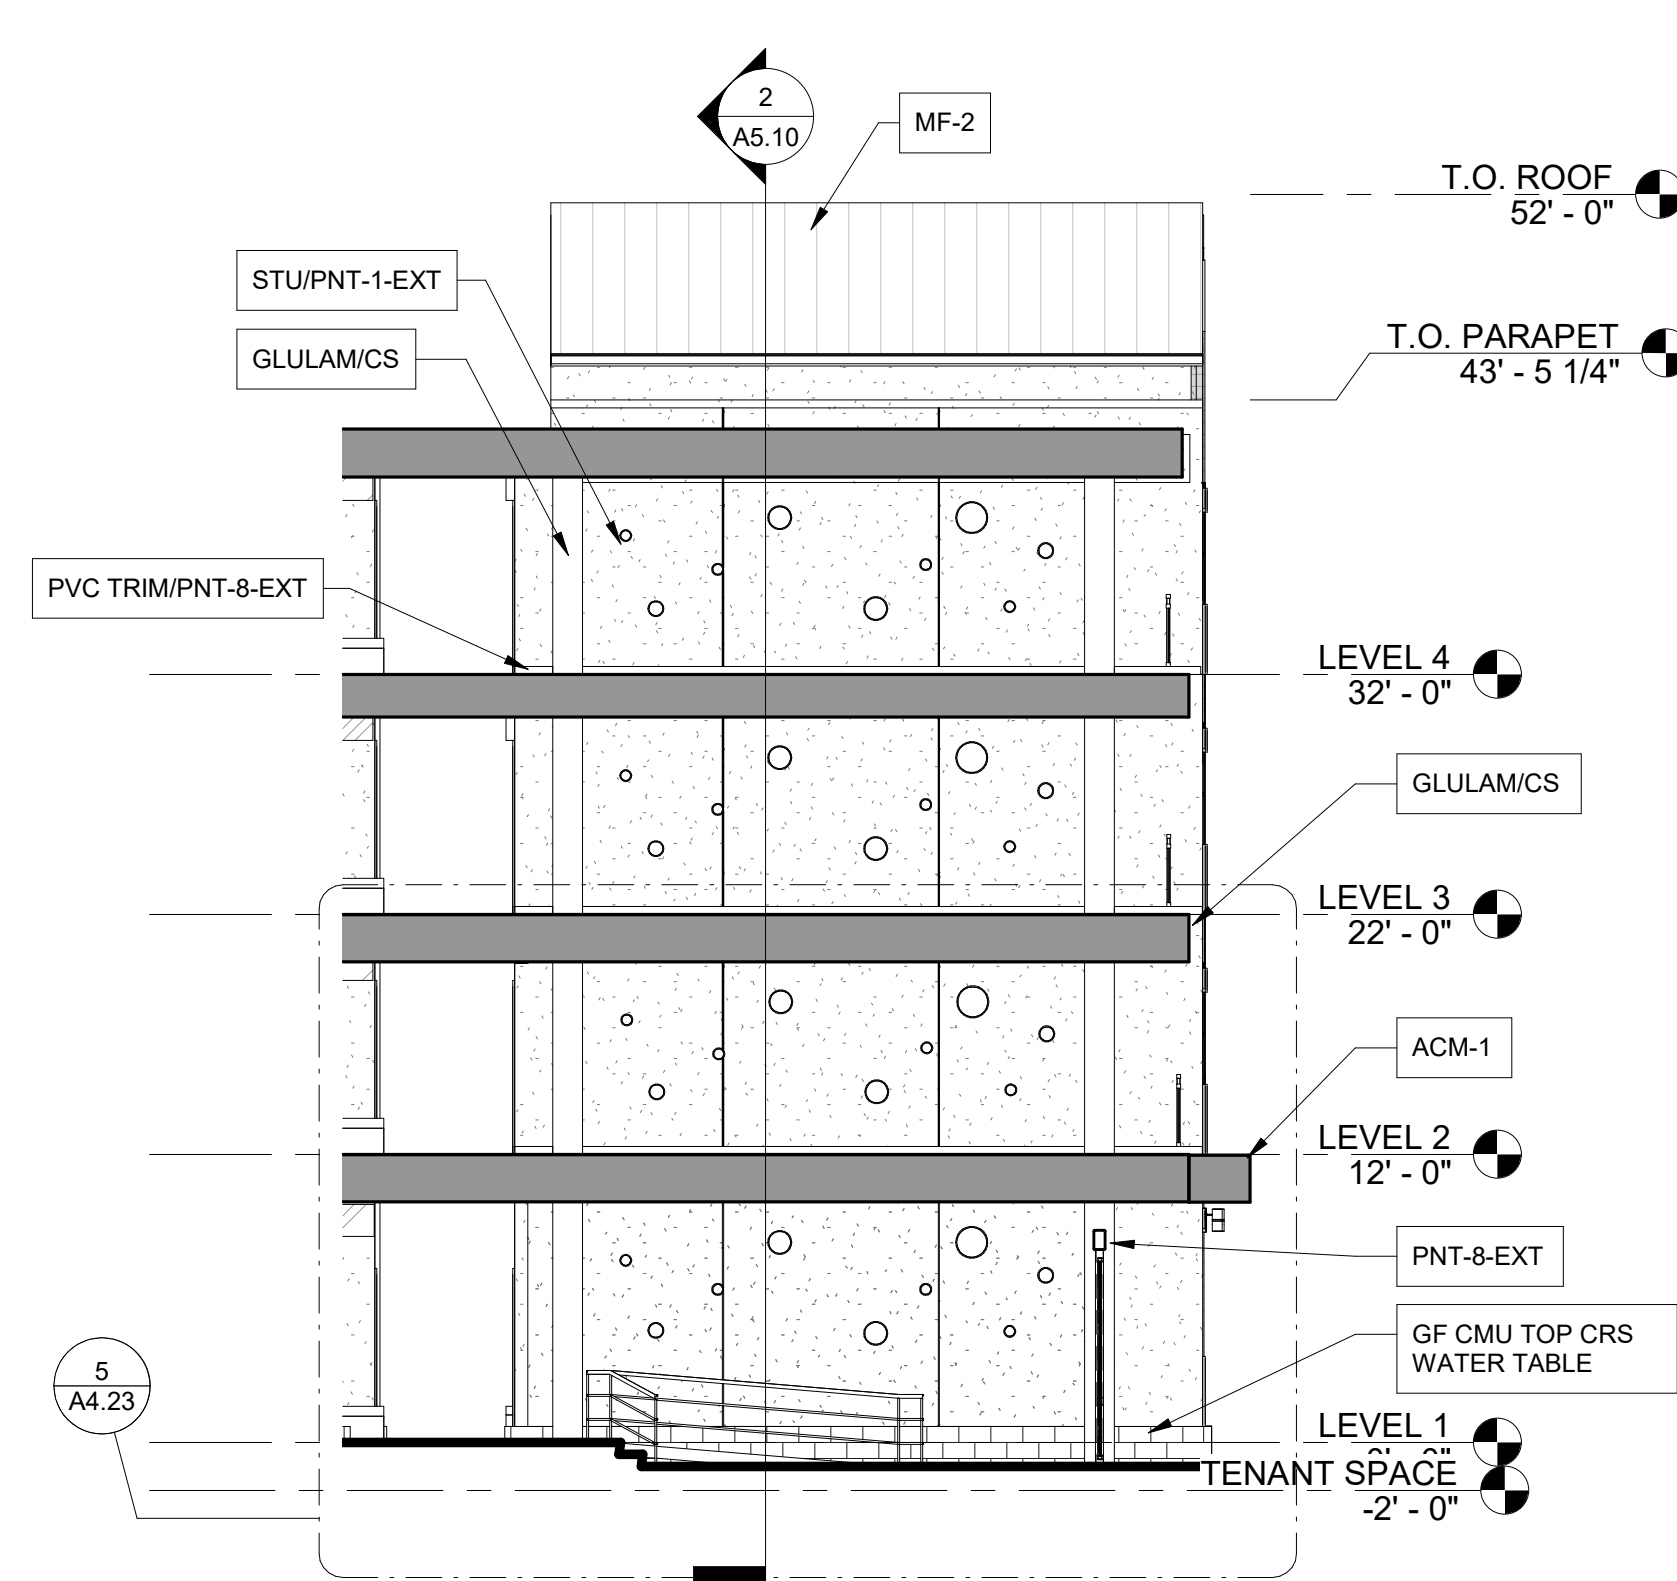 2
A5.10
MF-2
T.O. ROOF
52' - 0"
STU/PNT-1-EXT
GLULAM/CS
T.O. PARAPET
43' - 5 1/4"
PVC TRIM/PNT-8-EXT
LEVEL 4
32' - 0"
GLULAM/CS
LEVEL 3
22' - 0"
ACM-1
LEVEL 2
12' - 0"
PNT-8-EXT
GF CMU TOP CRS
WATER TABLE
5
A4.23
LEVEL 1
0' - 0"
TENANT SPACE
-2' - 0"